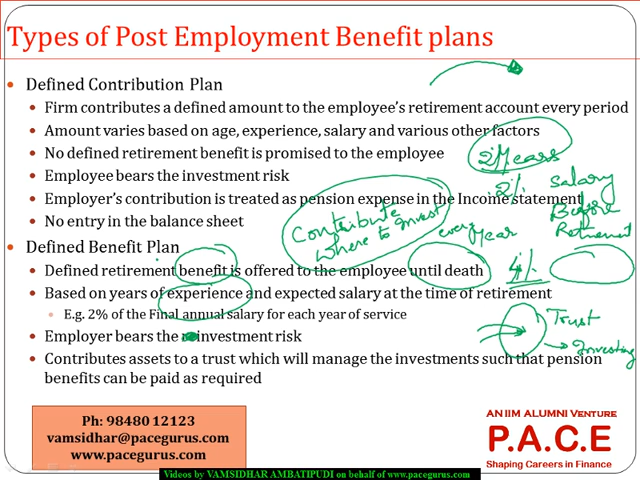 Types of Post Employment Benefit plans
• Defined Contribution Plan
• Firm contributes a defined amount to the employee's retirement account every period
• Amount varies based on age, experience, salary and various other factors
• No defined retirement benefit is promised to the employee
2 Years
• Employee bears the investment risk
2% Salary
• Employer's contribution is treated as pension expense in the Income statement
Before
• No entry in the balance sheet
Contribute
every year
Retirement
Where to Invest
• Defined Benefit Plan
• Defined retirement benefit is offered to the employee until death
4%
• Based on years of experience and expected salary at the time of retirement
• E.g. 2% of the Final annual salary for each year of service
Trust
• Employer bears the investment risk
→ Investing
• Contributes assets to a trust which will manage the investments such that pension
benefits can be paid as required
Ph: 98480 12123
vamsidhar@pacegurus.com
www.pacegurus.com
AN IIM ALUMNI VENTURE
P.A.C.E
Shaping Careers in Finance
Videos by VAMSIDHAR AMBATIPUDI on behalf of www.pacegurus.com